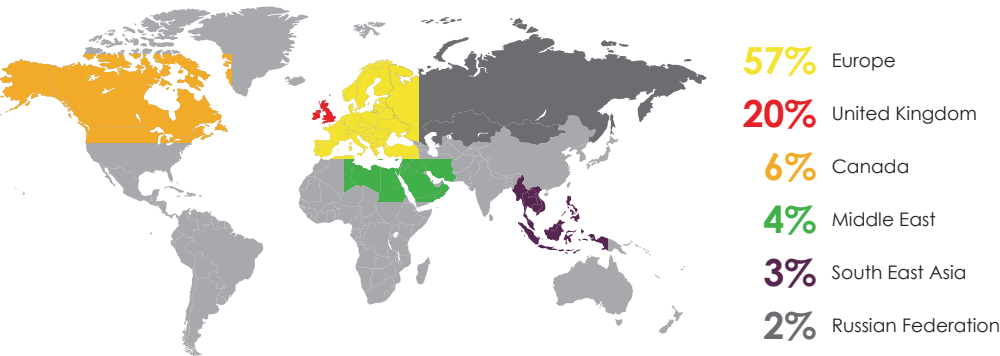 57% Europe
20% United Kingdom
6% Canada
4% Middle East
3% South East Asia
2% Russian Federation